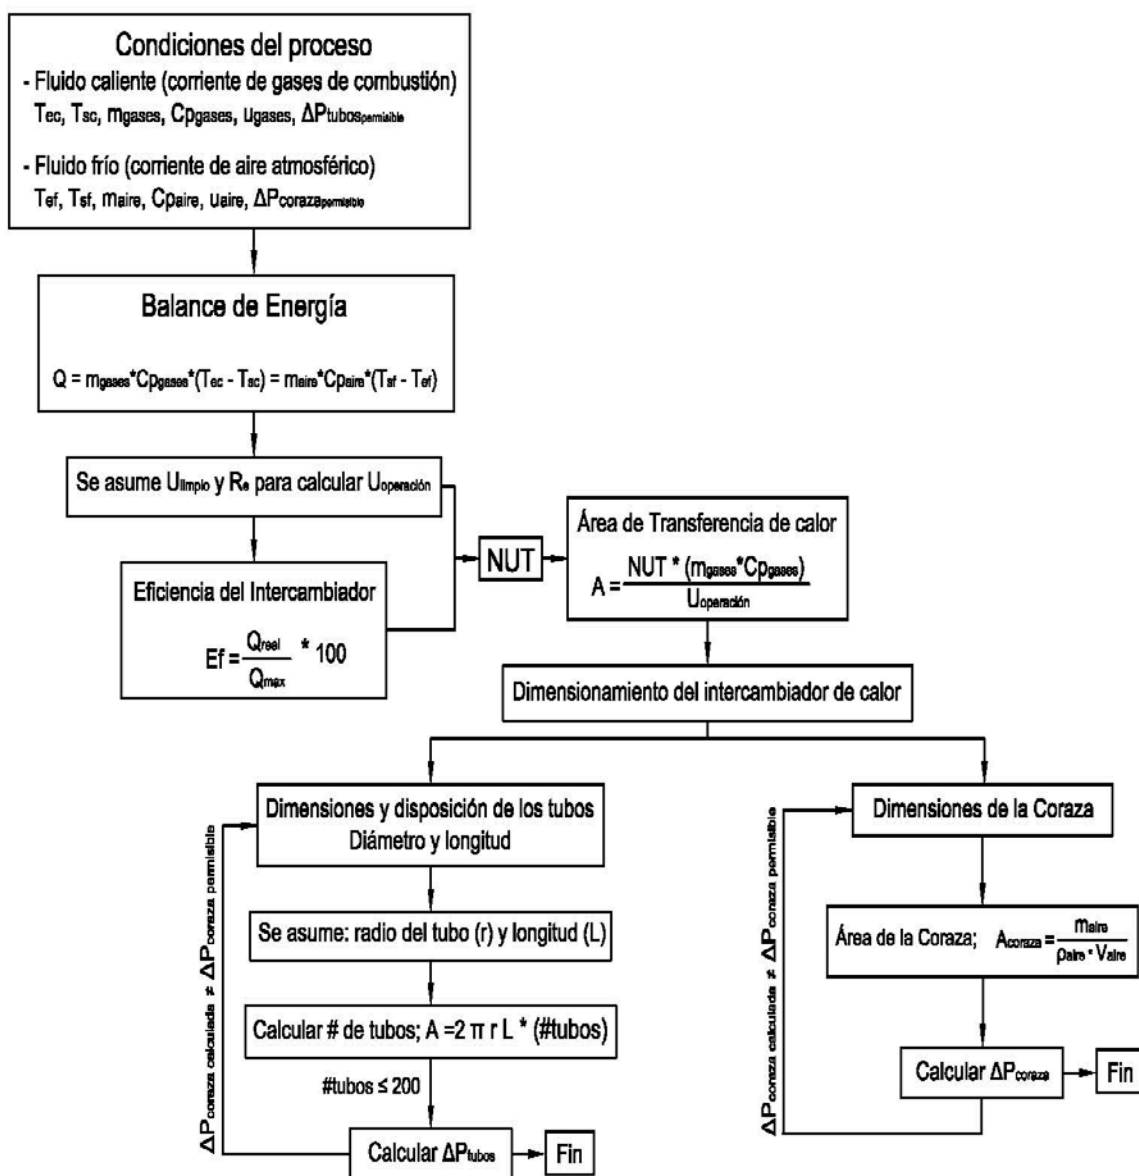 Condiciones del proceso
- Fluido caliente (corriente de gases de combustión)
Tec, Tsc, mgases, Cpgases, ugases, ΔPtubospermisible
- Fluido frío (corriente de aire atmosférico)
Tef, Tsf, maire, Cpaire, uaire, ΔPcorazapermisible
Balance de Energía
Q = mgases*Cpgases*(Tec - Tsc) = maire*Cpaire*(Tsf - Tef)
Se asume Ulimpio y Re para calcular Uoperación
Eficiencia del Intercambiador
Ef = Qreal / Qmax * 100
NUT
Área de Transferencia de calor
A = NUT * (mgases*Cpgases) / Uoperación
Dimensionamiento del intercambiador de calor
Dimensiones y disposición de los tubos
Diámetro y longitud
Se asume: radio del tubo (r) y longitud (L)
Calcular # de tubos; A =2 π r L * (#tubos)
#tubos ≤ 200
Calcular ΔPtubos
Fin
ΔPcoraza calculada ≠ ΔPcoraza permisible
Dimensiones de la Coraza
Área de la Coraza; Acoraza = maire / ρaire * Vaire
Calcular ΔPcoraza
Fin
ΔPcoraza calculada ≠ ΔPcoraza permisible